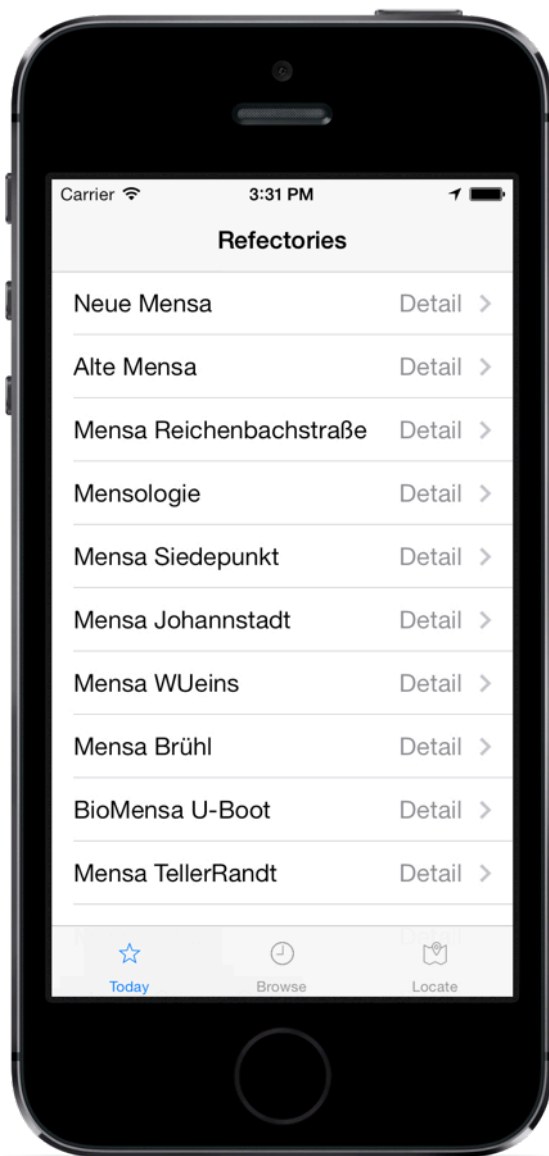 Carrier 3:31 PM
Refectories
Neue Mensa Detail
Alte Mensa Detail
Mensa Reichenbachstraße Detail
Mensologie Detail
Mensa Siedepunkt Detail
Mensa Johannstadt Detail
Mensa WUeins Detail
Mensa Brühl Detail
BioMensa U-Boot Detail
Mensa TellerRandt Detail
Today Browse Locate